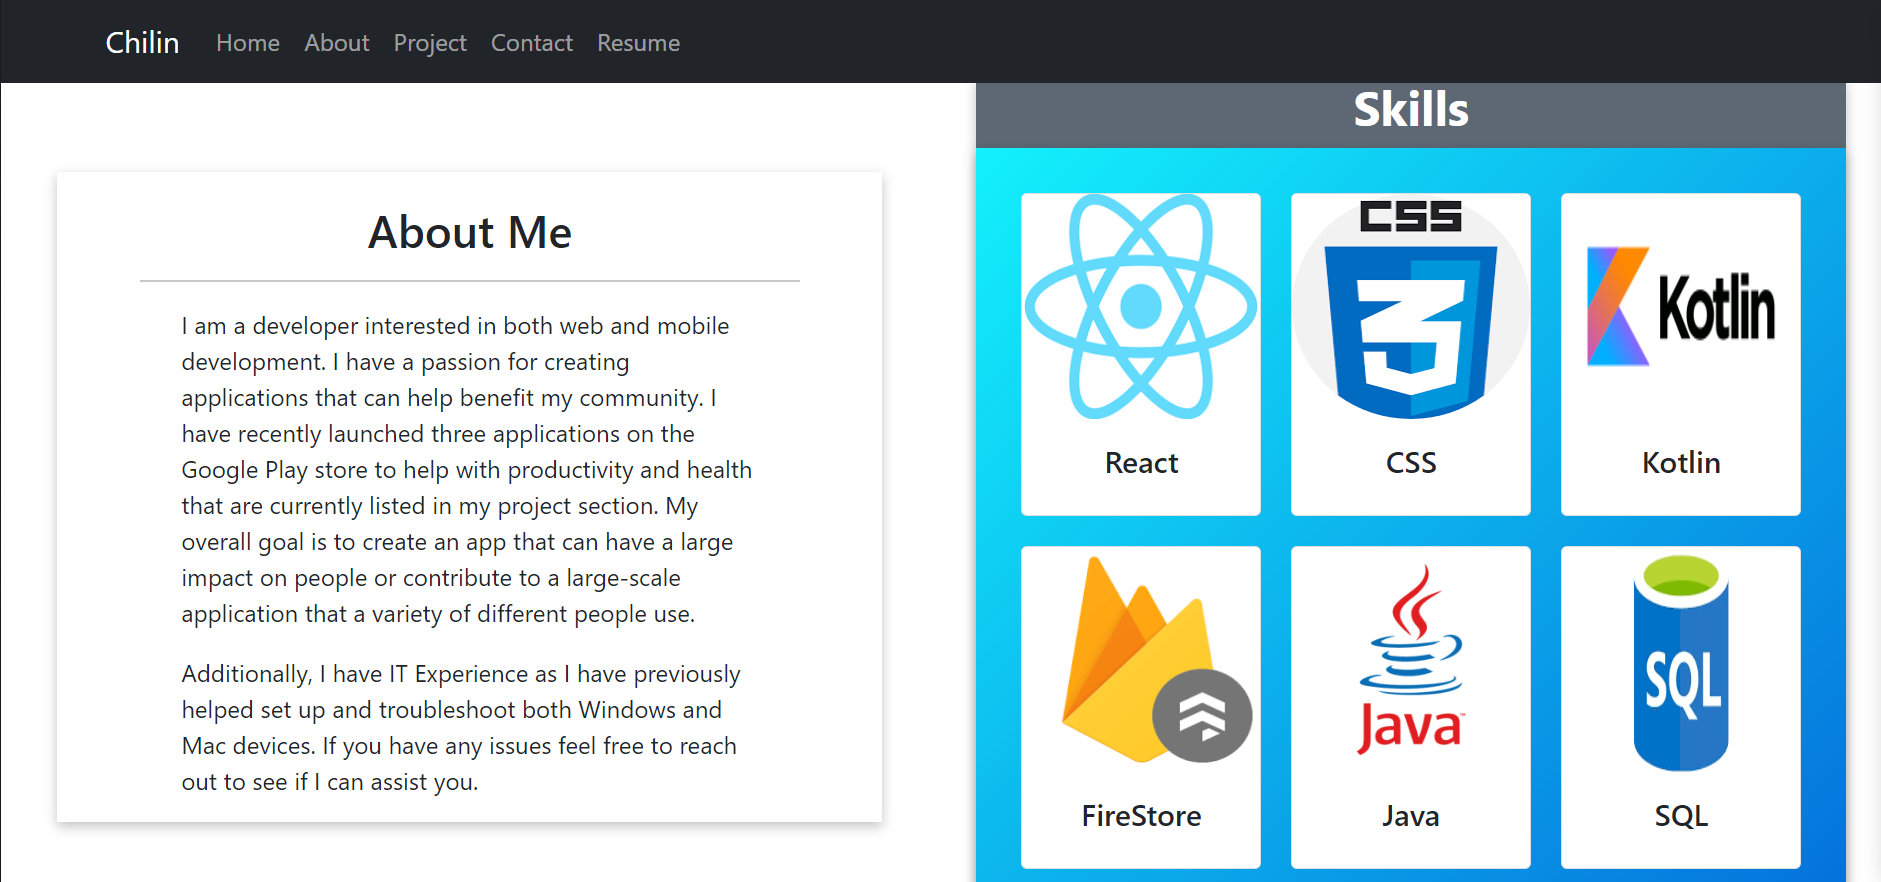 Chilin Home About Project Contact Resume
About Me
I am a developer interested in both web and mobile
development. I have a passion for creating
applications that can help benefit my community. I
have recently launched three applications on the
Google Play store to help with productivity and health
that are currently listed in my project section. My
overall goal is to create an app that can have a large
impact on people or contribute to a large-scale
application that a variety of different people use.
Additionally, I have IT Experience as I have previously
helped set up and troubleshoot both Windows and
Mac devices. If you have any issues feel free to reach
out to see if I can assist you.
Skills
CSS
3
Kotlin
React CSS Kotlin
Java™
SQL
FireStore Java SQL